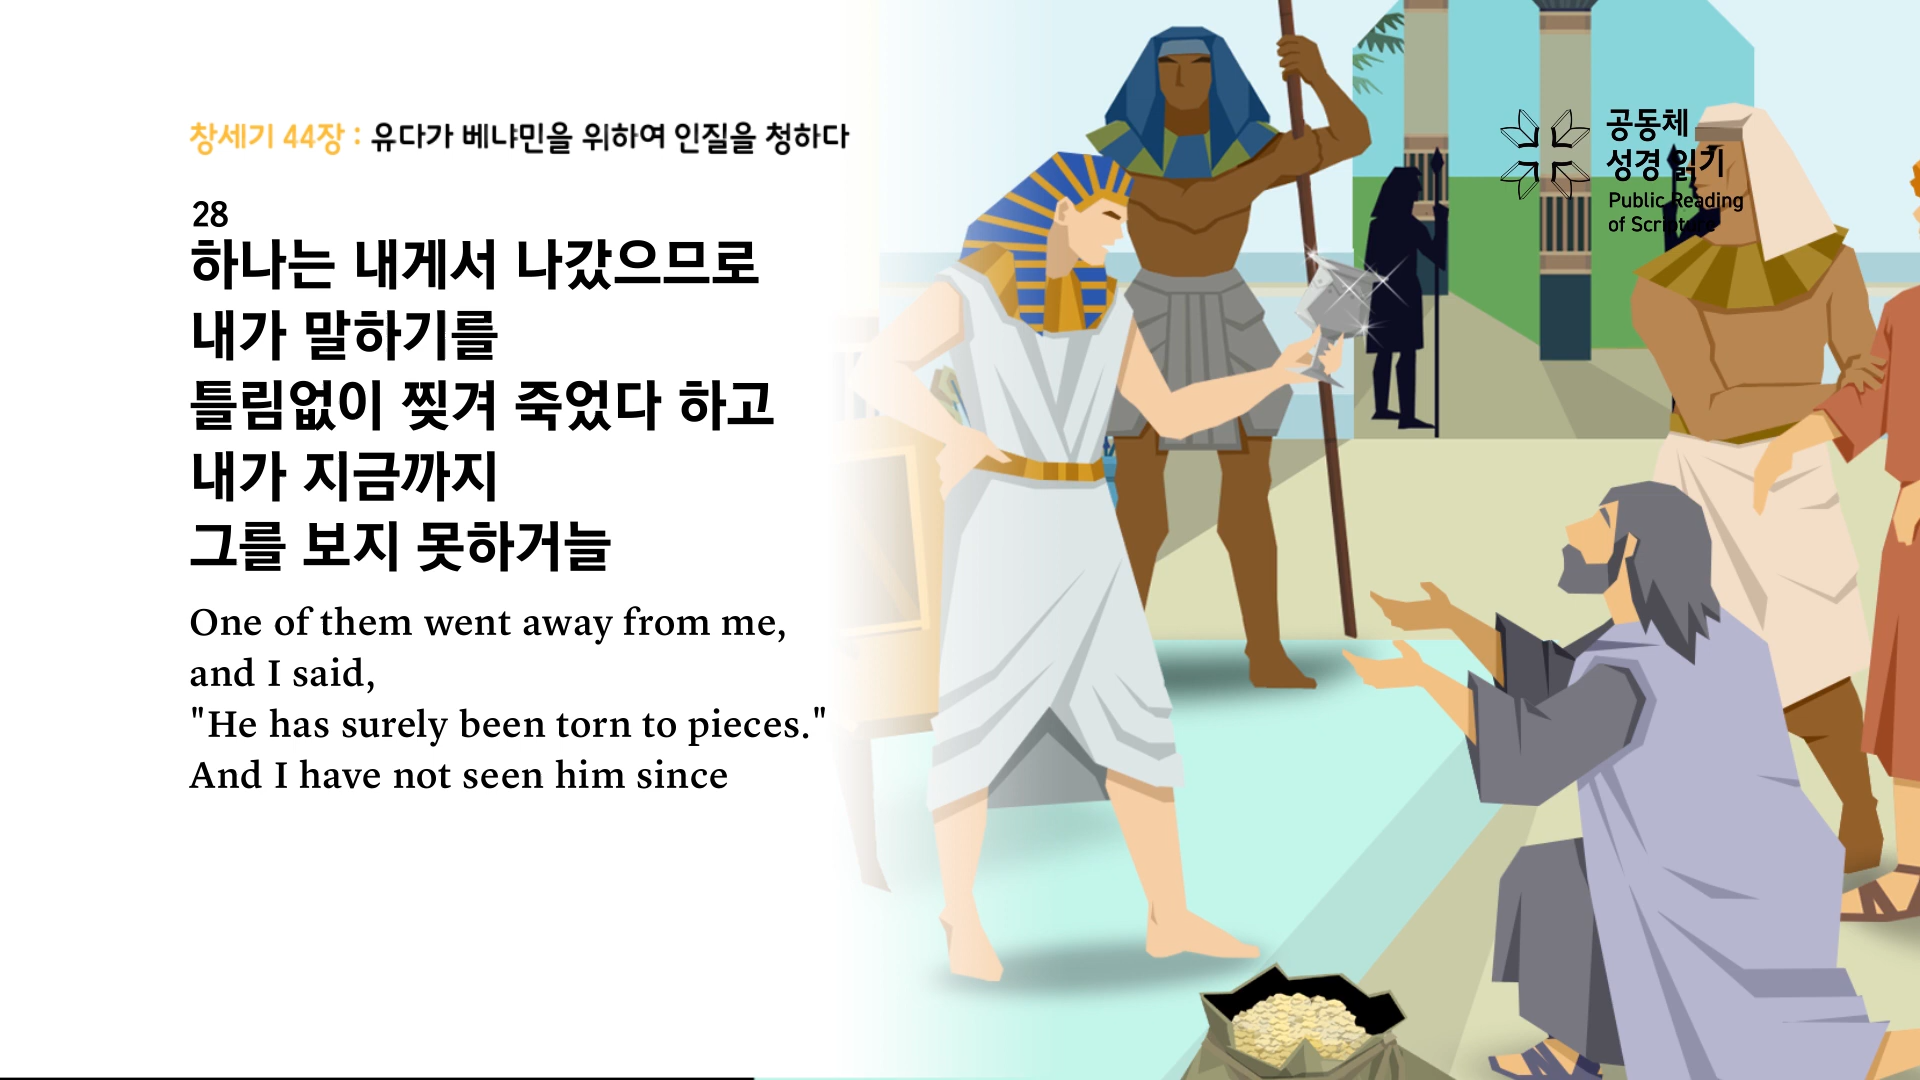 창세기 44장 : 유다가 베냐민을 위하여 인질을 청하다
28
하나는 내게서 나갔으므로
내가 말하기를
틀림없이 찢겨 죽었다 하고
내가 지금까지
그를 보지 못하거늘
One of them went away from me,
and I said,
"He has surely been torn to pieces."
And I have not seen him since
공동체
성경 읽기
Public Reading
of Scripture